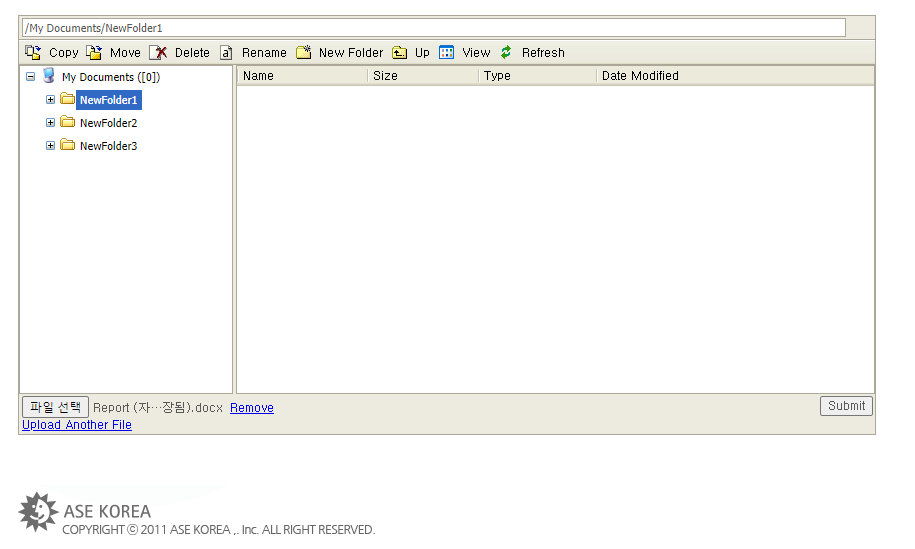 /My Documents/NewFolder1
Copy Move Delete a Rename New Folder Up View Refresh
My Documents ([0])
NewFolder1
NewFolder2
NewFolder3
Name Size Type Date Modified
파일 선택 Report (자…장됨).docx Remove Submit
Upload Another File
ASE KOREA
COPYRIGHT © 2011 ASE KOREA ,. Inc. ALL RIGHT RESERVED.